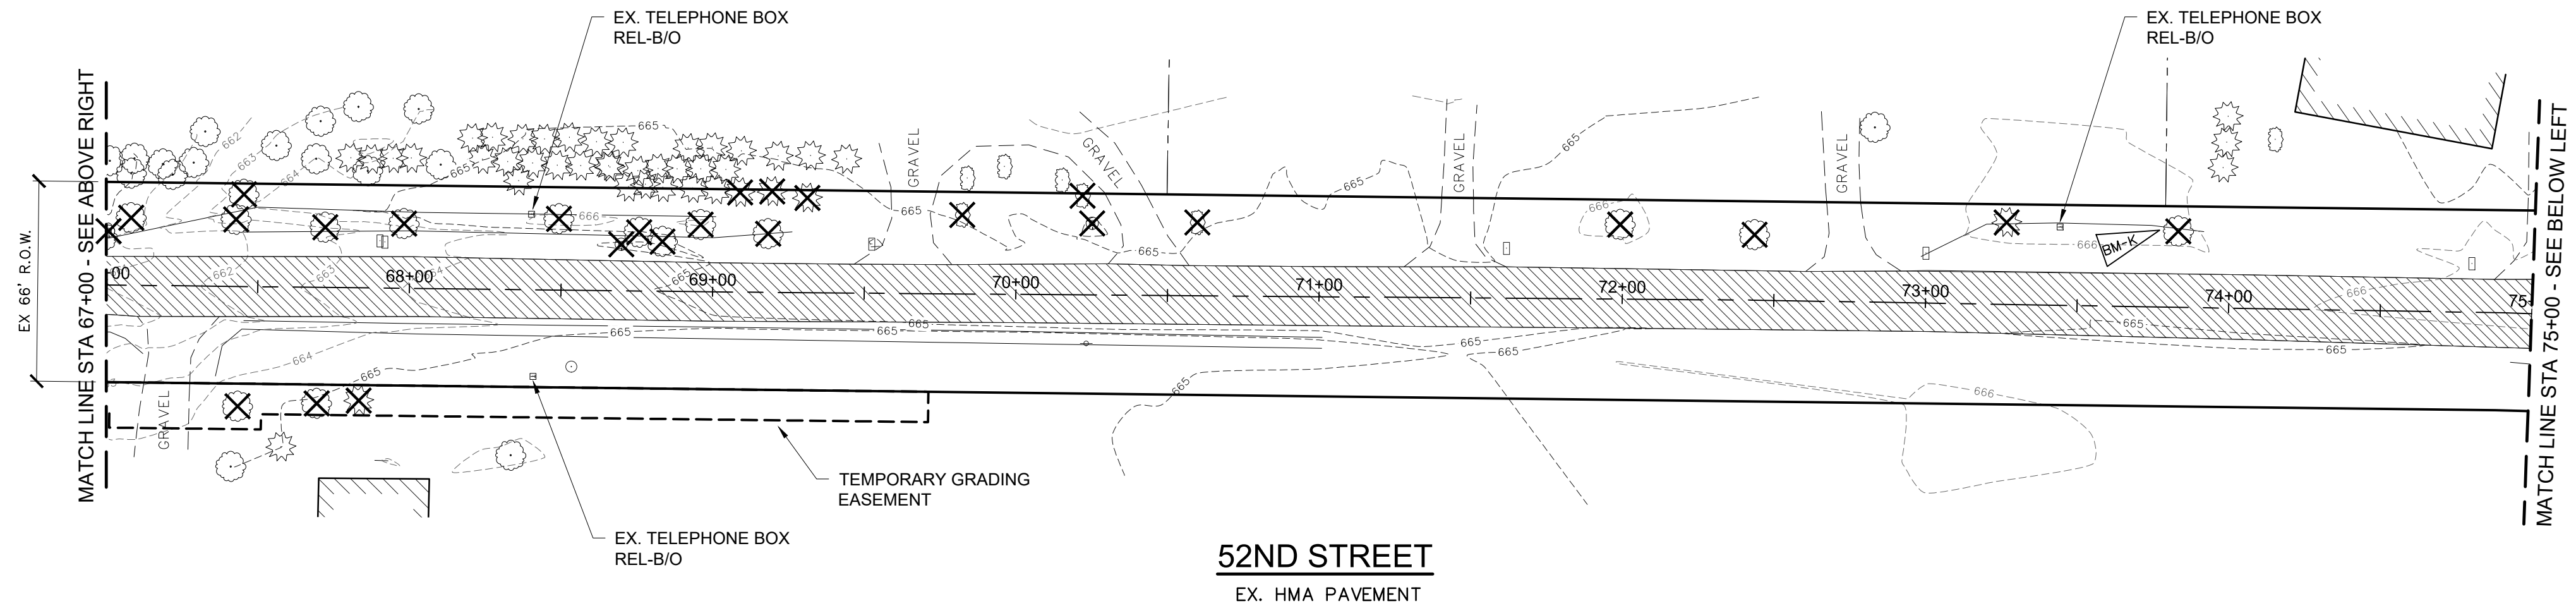 EX. TELEPHONE BOX
REL-B/O
EX. TELEPHONE BOX
REL-B/O
MATCH LINE STA 67+00 - SEE ABOVE RIGHT
EX 66' R.O.W.
662
663
664
665
665
666
665
GRAVEL
GRAVEL
665
665
GRAVEL
665
666
GRAVEL
666
BM-K
MATCH LINE STA 75+00 - SEE BELOW LEFT
00
662
663
64
68+00
665
69+00
70+00
71+00
72+00
73+00
74+00
666
75
664
665
665
665
665
665
665
665
665
665
666
GRAVEL
TEMPORARY GRADING
EASEMENT
EX. TELEPHONE BOX
REL-B/O
52ND STREET
EX. HMA PAVEMENT